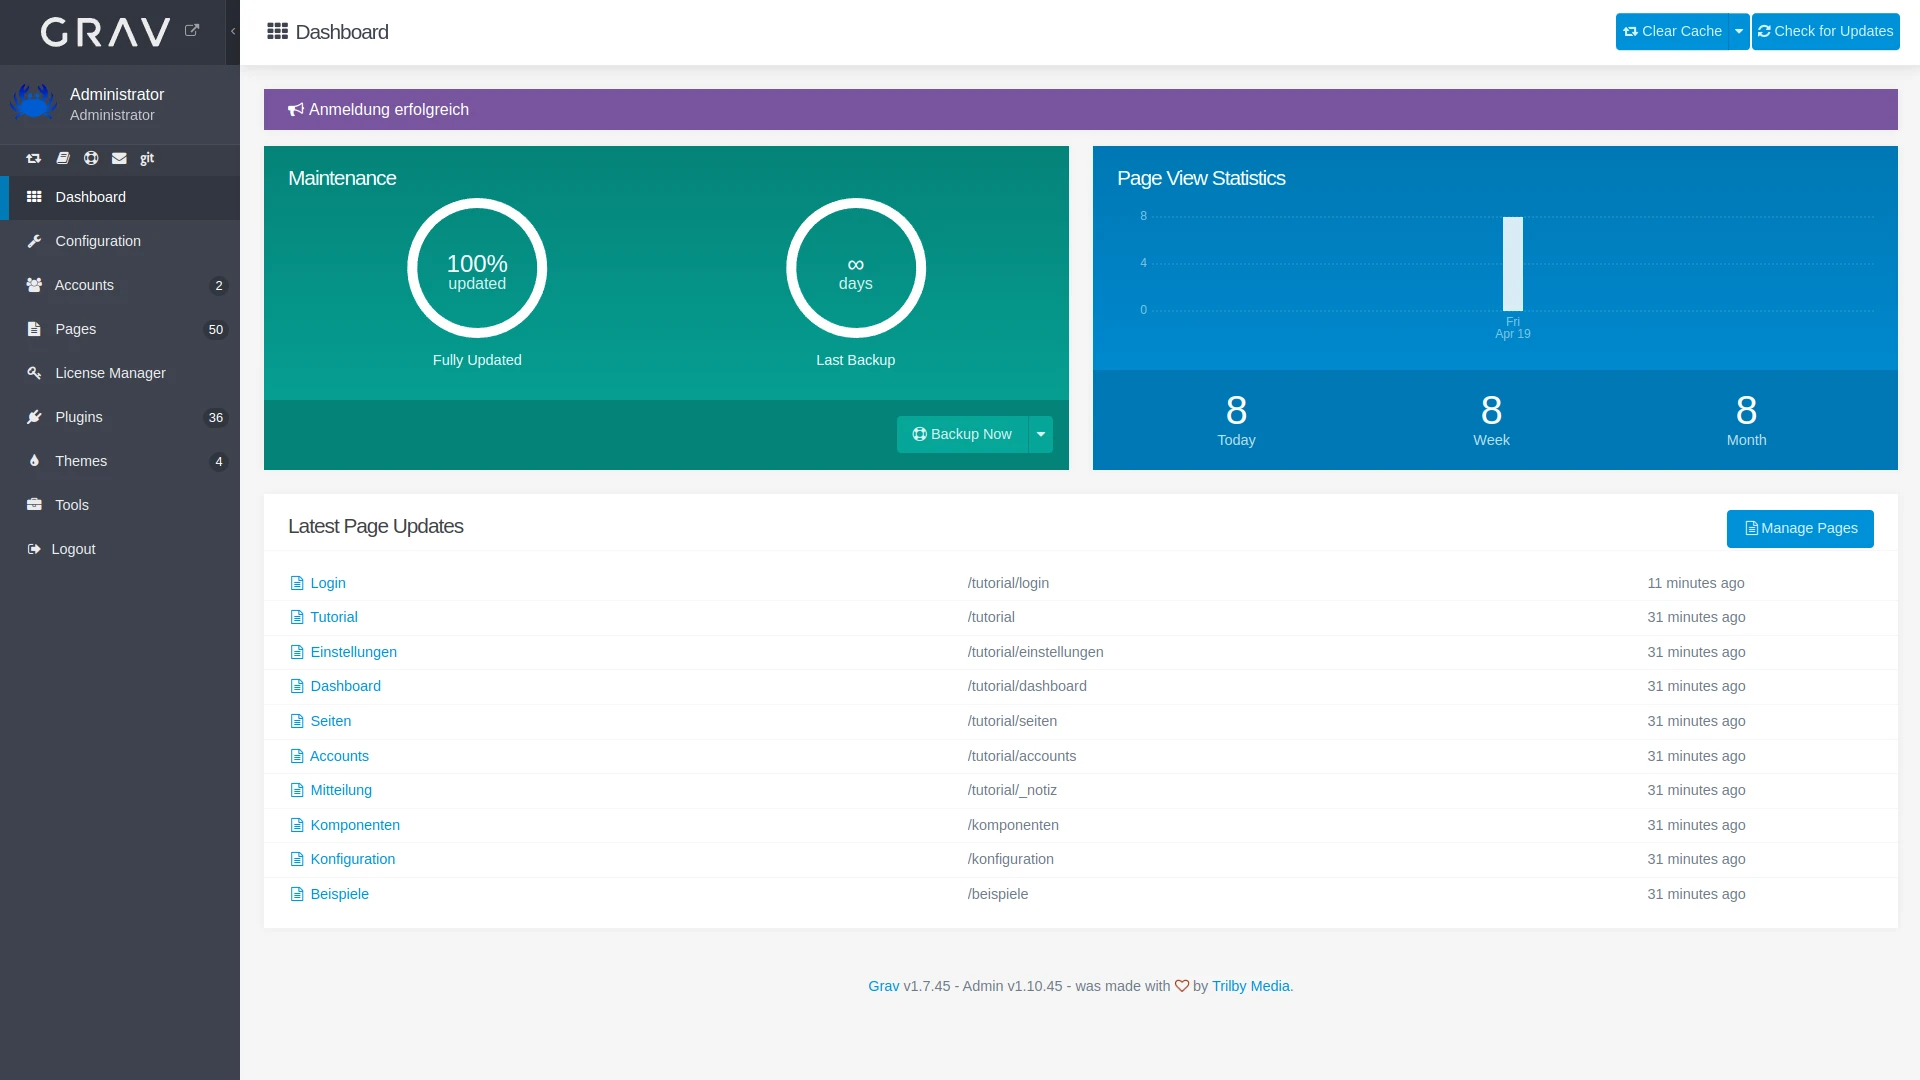 GRAV
Dashboard
Clear Cache
Check for Updates
Administrator
Administrator
git
Dashboard
Configuration
Accounts 2
Pages 50
License Manager
Plugins 36
Themes 4
Tools
Logout
Anmeldung erfolgreich
Maintenance
100%
updated
Fully Updated
∞
days
Last Backup
Backup Now
Page View Statistics
8
4
0
Fri
Apr 19
8
Today
8
Week
8
Month
Latest Page Updates
Manage Pages
Login /tutorial/login 11 minutes ago
Tutorial /tutorial 31 minutes ago
Einstellungen /tutorial/einstellungen 31 minutes ago
Dashboard /tutorial/dashboard 31 minutes ago
Seiten /tutorial/seiten 31 minutes ago
Accounts /tutorial/accounts 31 minutes ago
Mitteilung /tutorial/_notiz 31 minutes ago
Komponenten /komponenten 31 minutes ago
Konfiguration /konfiguration 31 minutes ago
Beispiele /beispiele 31 minutes ago
Grav v1.7.45 - Admin v1.10.45 - was made with ♡ by Trilby Media.